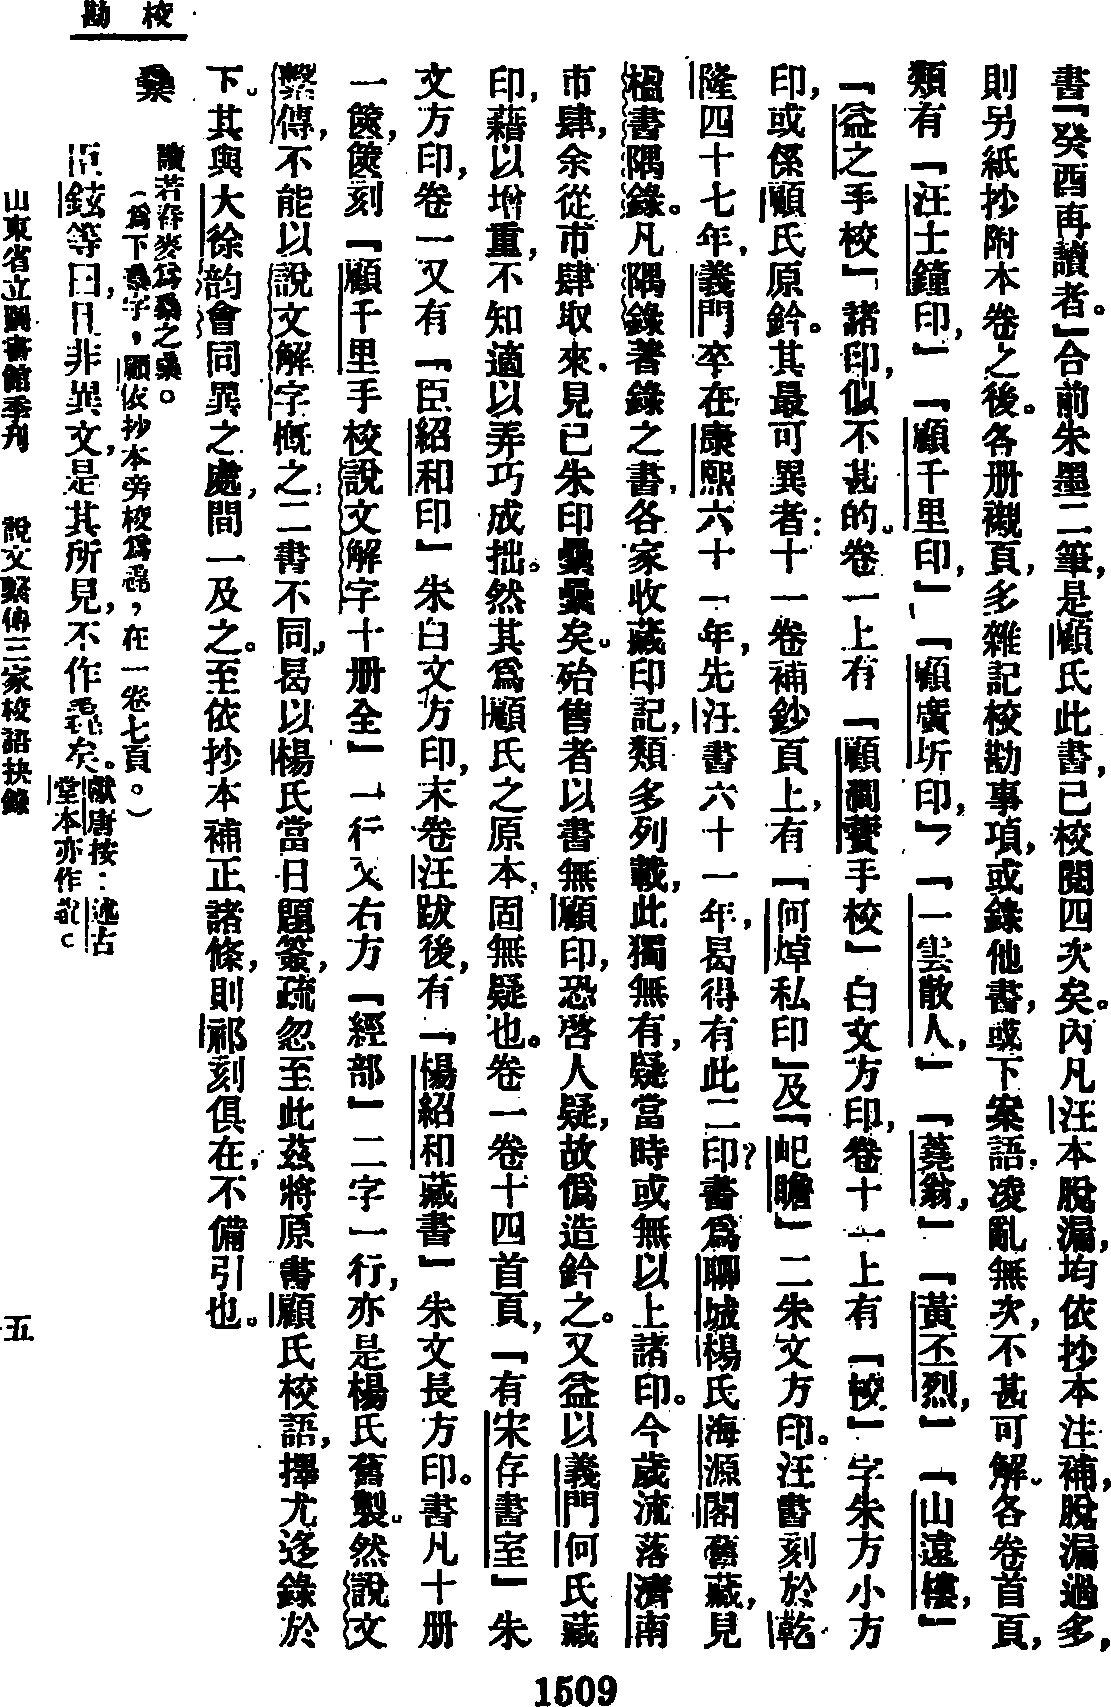 校勘
書『癸酉再讀者。』合前朱墨二筆，是顧氏此書，已校閱四次矣。內凡汪本脫漏，均依抄本注補，脫漏過多，
則另紙抄附本卷之後。各册襯頁，多雜記校勘事項，或錄他書，或下案語，凌亂無次，不甚可解。各卷首頁，
類有『汪士鐘印，』『顧千里印，』『顧廣圻印，』『一雲散人，』『蕘翁，』『黃丕烈，』『山遠樓，』
『益之手校』諸印，似不甚的。卷一上有『顧澗薲手校』白文方印，卷十一上有『校』字朱方小方
印，或係顧氏原鈐。其最可異者：十一卷補鈔頁上，有『何焯私印』及『屺瞻』二朱文方印。汪書刻於乾
隆四十七年，義門卒在康熙六十一年，先汪書六十一年，曷得有此二印？書爲聊城楊氏海源閣舊藏，見
楹書隅錄。凡隅錄著錄之書，各家收藏印記，類多列載，此獨無有，疑當時或無以上諸印。今歲流落濟南
市肆，余從市肆取來，見已朱印纍纍矣。殆售者以書無顧印，恐啓人疑，故僞造鈐之。又益以義門何氏藏
印，藉以增重，不知適以弄巧成拙。然其爲顧氏之原本，固無疑也。卷一卷十四首頁，『有宋存書室』朱
文方印，卷一又有『臣紹和印』朱白文方印，末卷汪跋後，有『楊紹和藏書』朱文長方印。書凡十册
一篋，篋刻『顧千里手校說文解字十册全』一行又右方『經部』二字一行，亦是楊氏舊製。然說文
繫傳，不能以說文解字槪之，二書不同，曷以楊氏當日題簽，疏忽至此茲將原書顧氏校語，擇尤迻錄於
下。其與大徐韵會同異之處，間一及之。至依抄本補正諸條，則祁刻俱在，不備引也。
讀若春麥爲桑之桑。
（爲下字，顧依抄本旁校爲，在一卷七頁。）
臣鉉等曰，非異文，是其所見，不作矣。獻唐按：述古
堂本亦作。
山東省立圖書館季刋　說文繫傳三家校語抉錄　五
1509